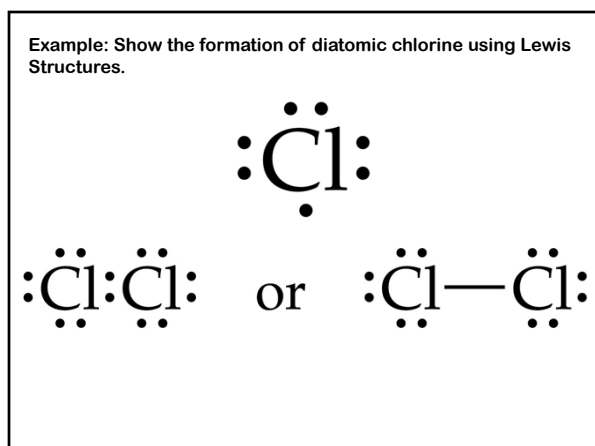 Example: Show the formation of diatomic chlorine using Lewis
Structures.
Cl
Cl Cl or Cl — Cl